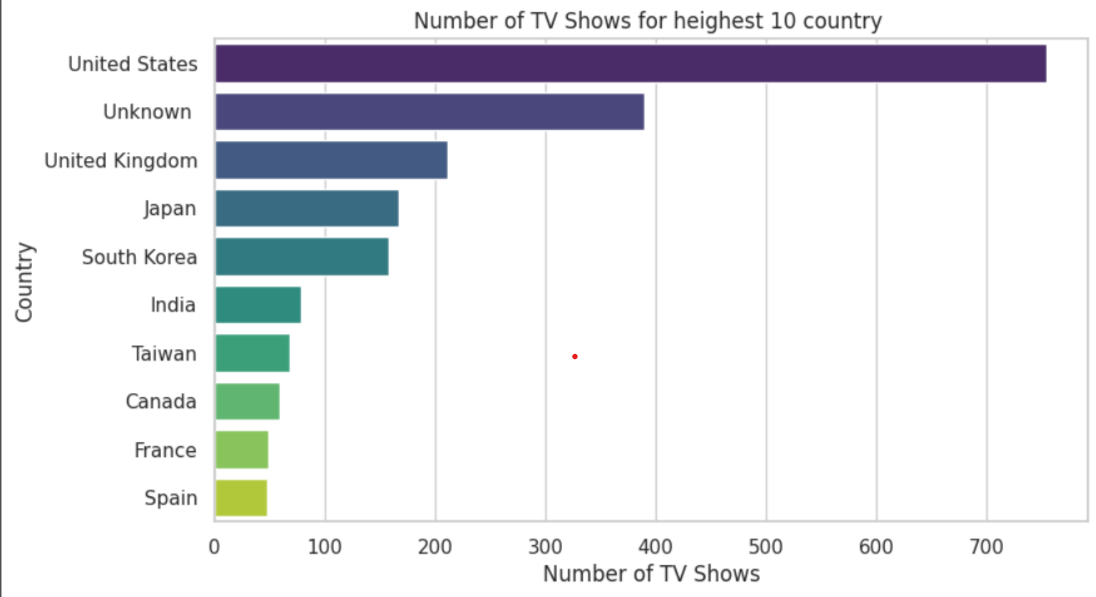 Number of TV Shows for heighest 10 country
United States
Unknown
United Kingdom
Japan
South Korea
India
Taiwan
Canada
France
Spain
Country
0 100 200 300 400 500 600 700
Number of TV Shows